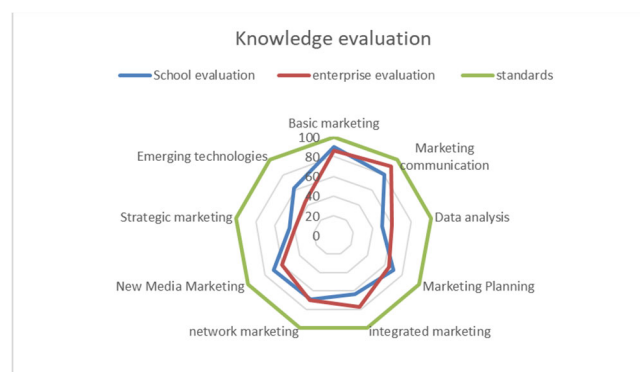 Knowledge evaluation
School evaluation enterprise evaluation standards
Basic marketing
100
80
60
40
20
0
Marketing
communication
Data analysis
Marketing Planning
integrated marketing
network marketing
New Media Marketing
Strategic marketing
Emerging technologies